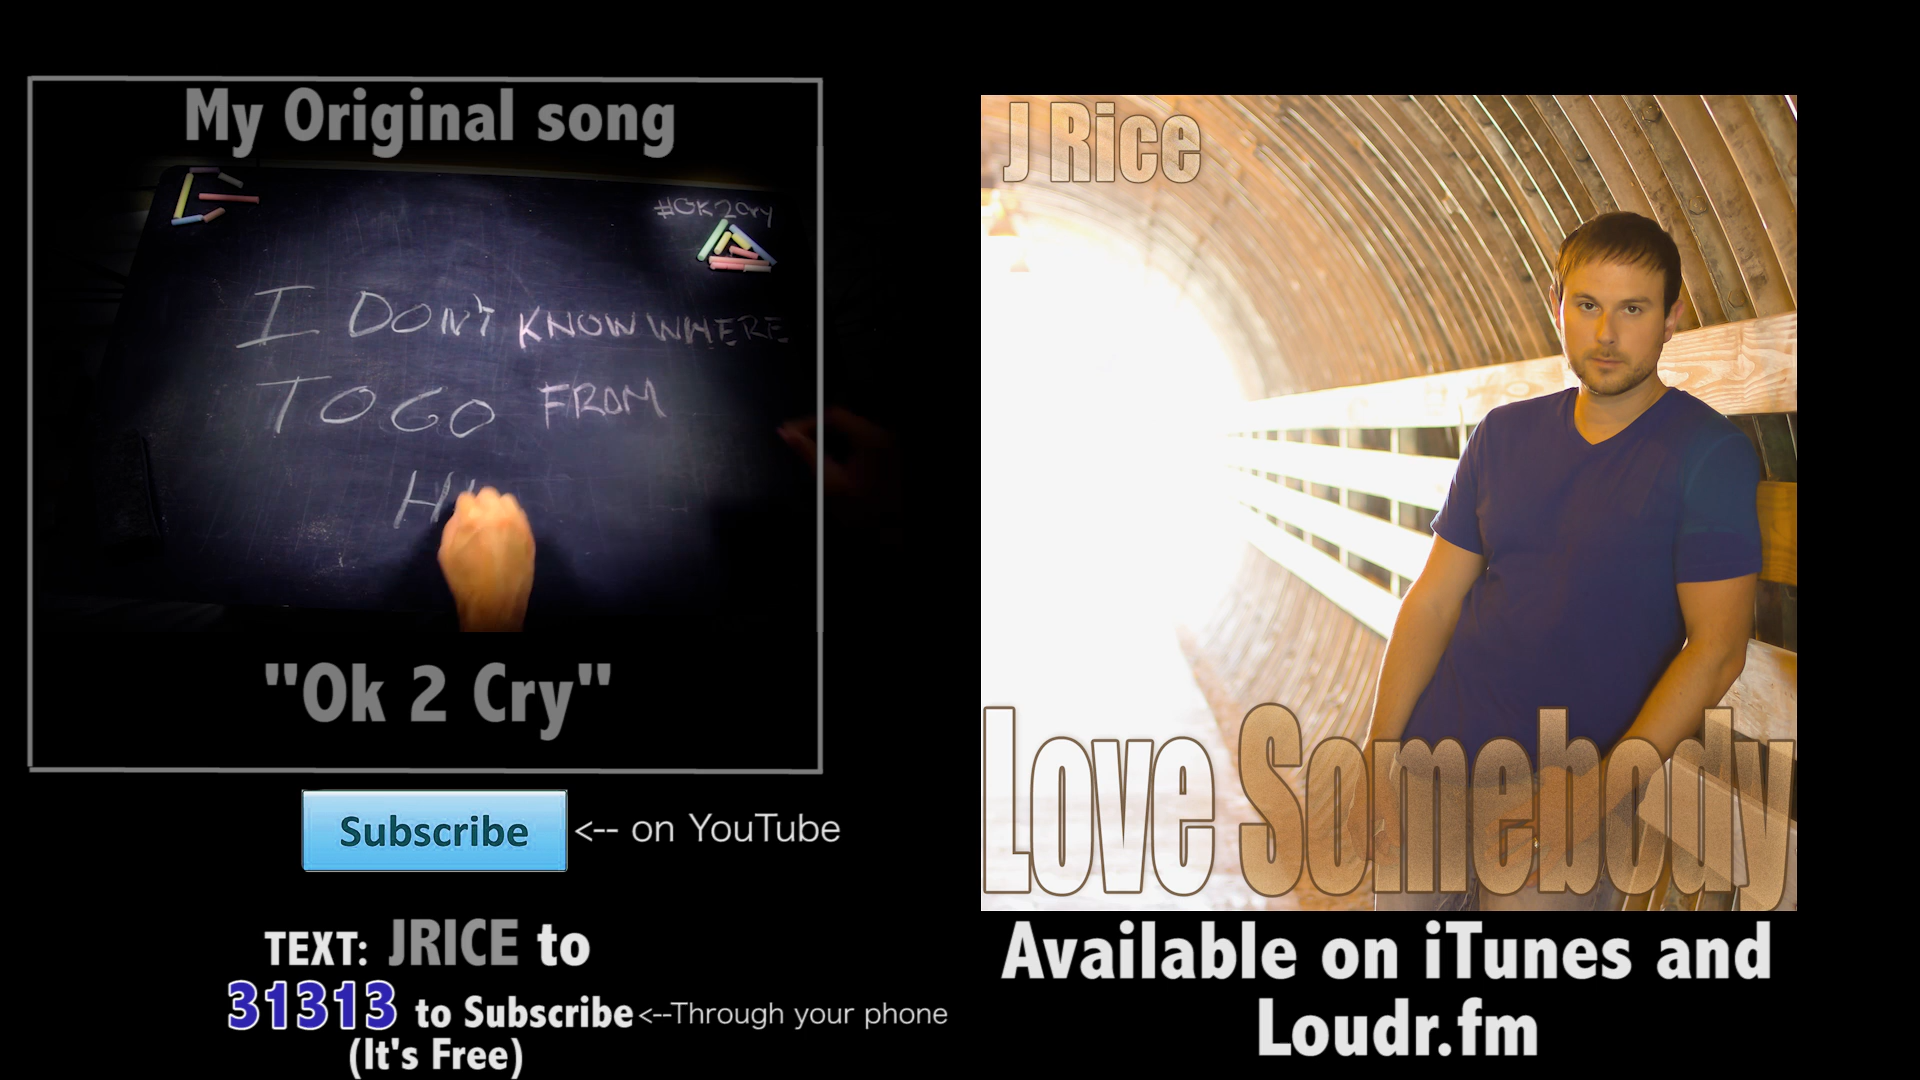 My Original song
#OK2Cry
I DON't KNOW WHERE
TO GO FROM
"Ok 2 Cry"
Subscribe <-- on YouTube
TEXT: JRICE to
31313 to Subscribe <--Through your phone
(It's Free)
J Rice
Love Somebody
Available on iTunes and
Loudr.fm